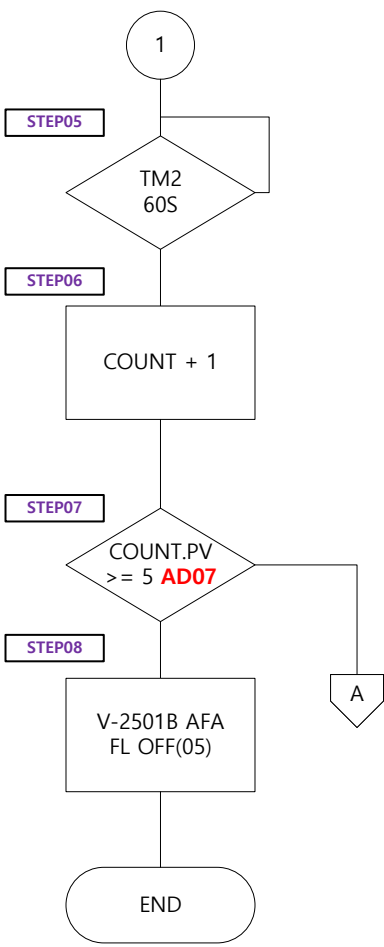 1
STEP05
TM2
60S
STEP06
COUNT + 1
STEP07
COUNT.PV
>= 5 AD07
STEP08
A
V-2501B AFA
FL OFF(05)
END